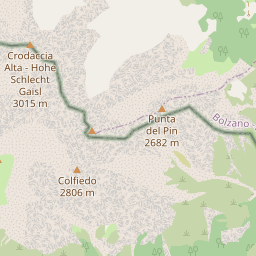 Crodaccia
Alta - Hohe
Schlecht
Gaisl
3015 m
Punta
del Pin
2682 m
Bolzano -
Colfiedo
2806 m